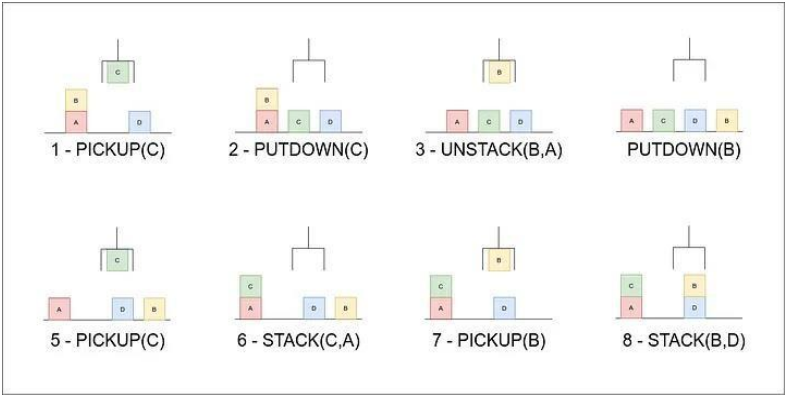 C
B
A D
1 - PICKUP(C)
B
A C D
2 - PUTDOWN(C)
B
A C D
3 - UNSTACK(B,A)
A C D B
PUTDOWN(B)
C
A D B
5 - PICKUP(C)
C
A D B
6 - STACK(C,A)
B
C
A D
7 - PICKUP(B)
C B
A D
8 - STACK(B,D)